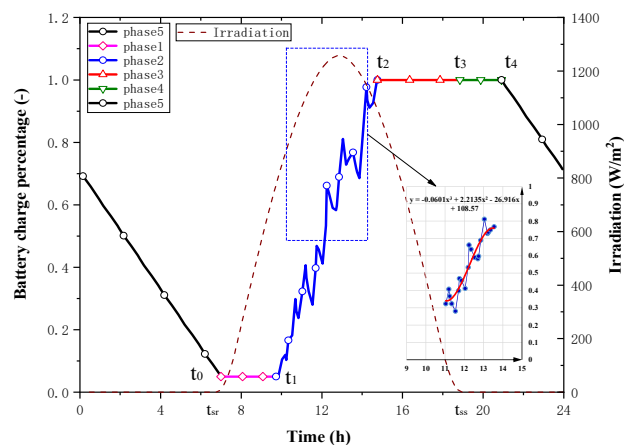 phase5
phase1
phase2
phase3
phase4
phase5
Irradiation
Battery charge percentage (-)
1.0
0.8
0.6
0.4
0.2
0.0
1400
1200
1000
800
600
400
200
0
Irradiation (W/m²)
t0
t1
t2
t3
t4
y = -0.0601x³ + 2.2135x² - 26.916x
+ 108.57
1
0.9
0.8
0.7
0.6
0.5
0.4
0.3
0.2
0.1
0
9 10 11 12 13 14 15
0 tsr 8 12 16 tss 20 24
Time (h)